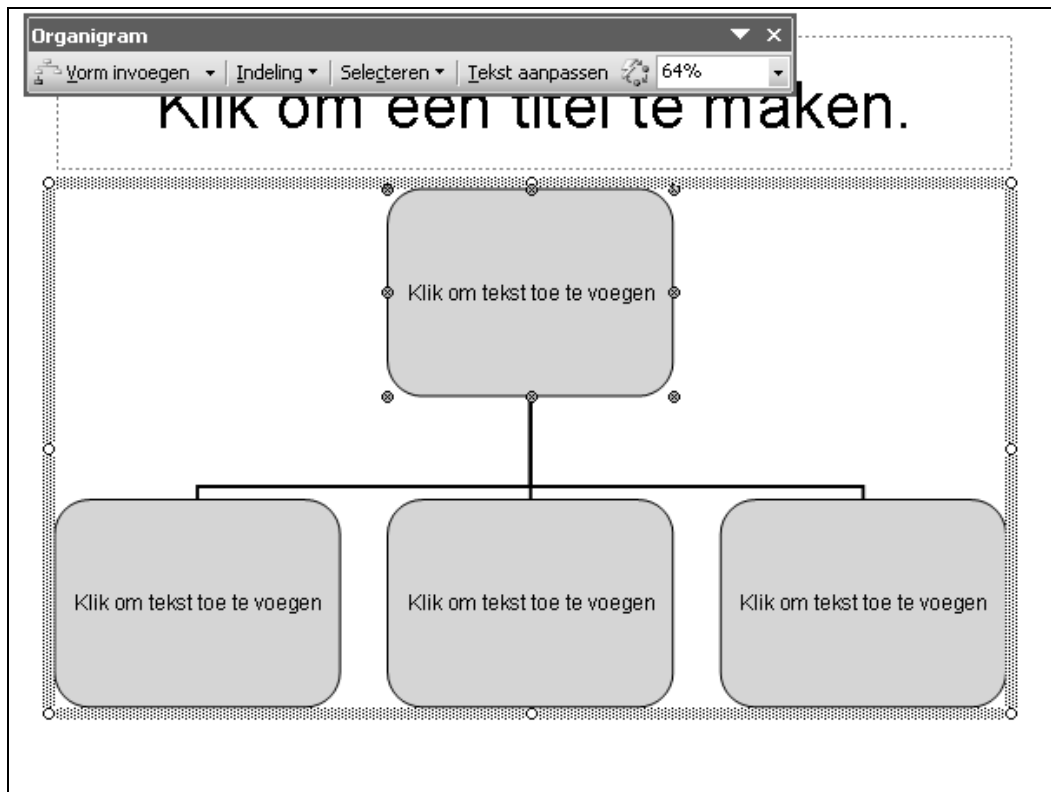 Organigram
Vorm invoegen Indeling Selecteren Tekst aanpassen 64%
Klik om een titel te maken.
Klik om tekst toe te voegen
Klik om tekst toe te voegen Klik om tekst toe te voegen Klik om tekst toe te voegen